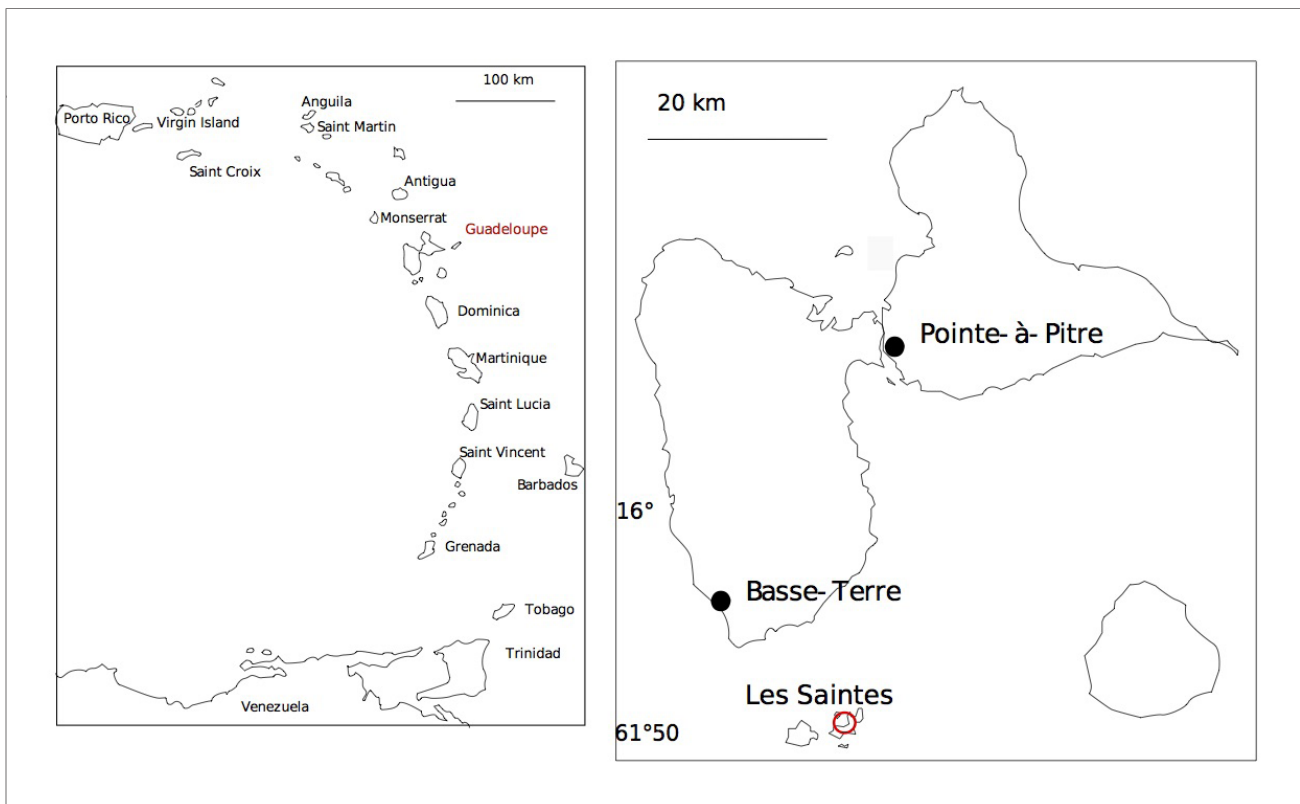 100 km
Anguila
Porto Rico
Virgin Island
Saint Martin
Saint Croix
Antigua
Monserrat
Guadeloupe
Dominica
Martinique
Saint Lucia
Saint Vincent
Barbados
Grenada
Tobago
Trinidad
Venezuela
20 km
Pointe-à-Pitre
16°
Basse-Terre
Les Saintes
61°50